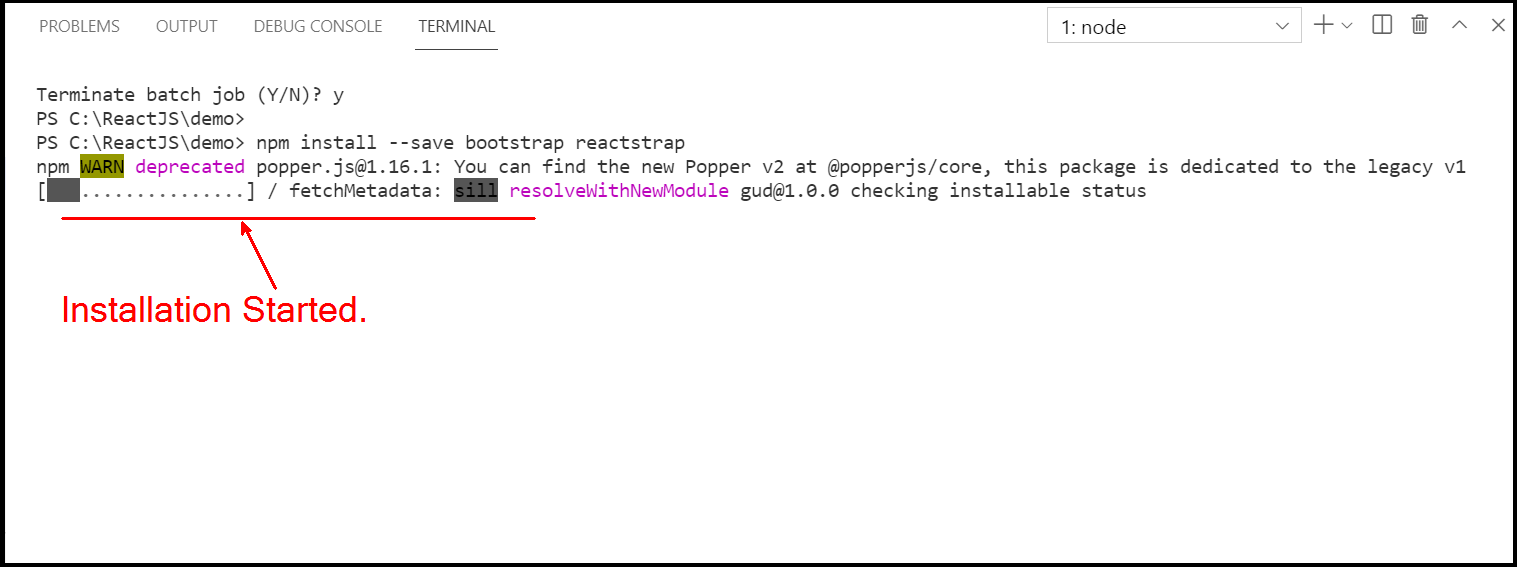 PROBLEMS OUTPUT DEBUG CONSOLE TERMINAL 1: node
Terminate batch job (Y/N)? y
PS C:\ReactJS\demo>
PS C:\ReactJS\demo> npm install --save bootstrap reactstrap
npm WARN deprecated popper.js@1.16.1: You can find the new Popper v2 at @popperjs/core, this package is dedicated to the legacy v1
[   ...............] / fetchMetadata: sill resolveWithNewModule gud@1.0.0 checking installable status
Installation Started.